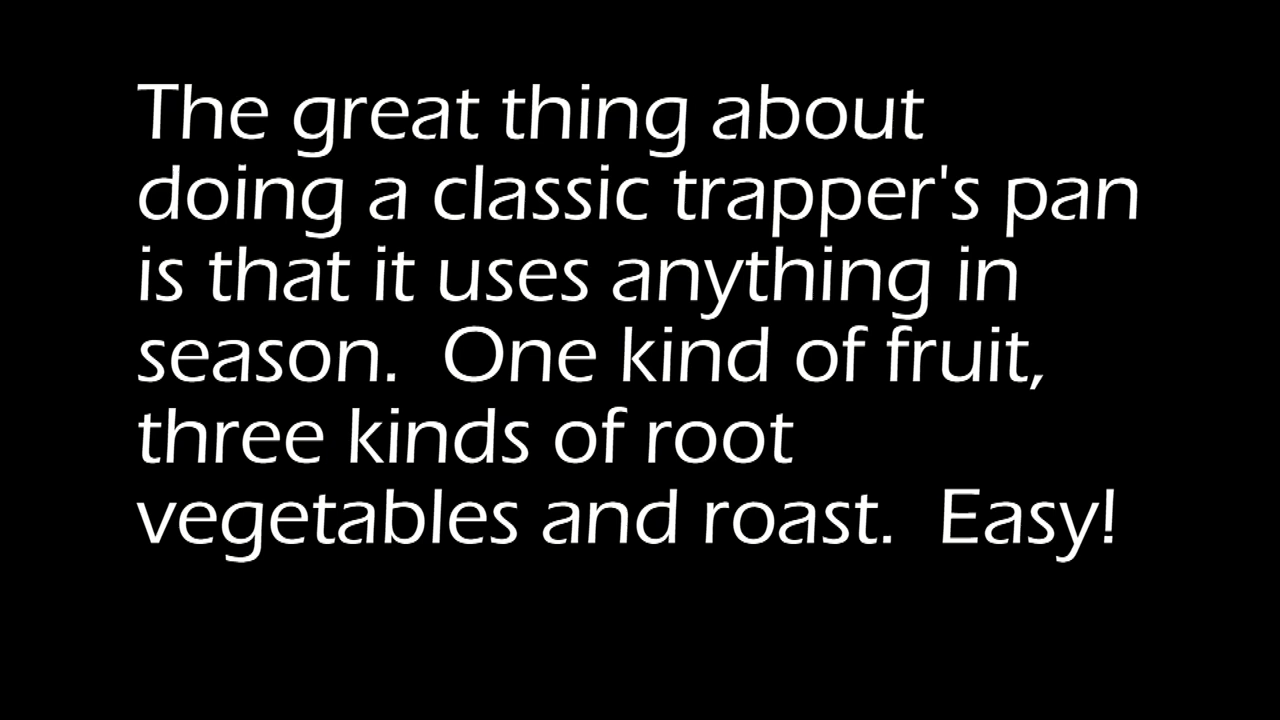 The great thing about
doing a classic trapper's pan
is that it uses anything in
season.  One kind of fruit,
three kinds of root
vegetables and roast.  Easy!